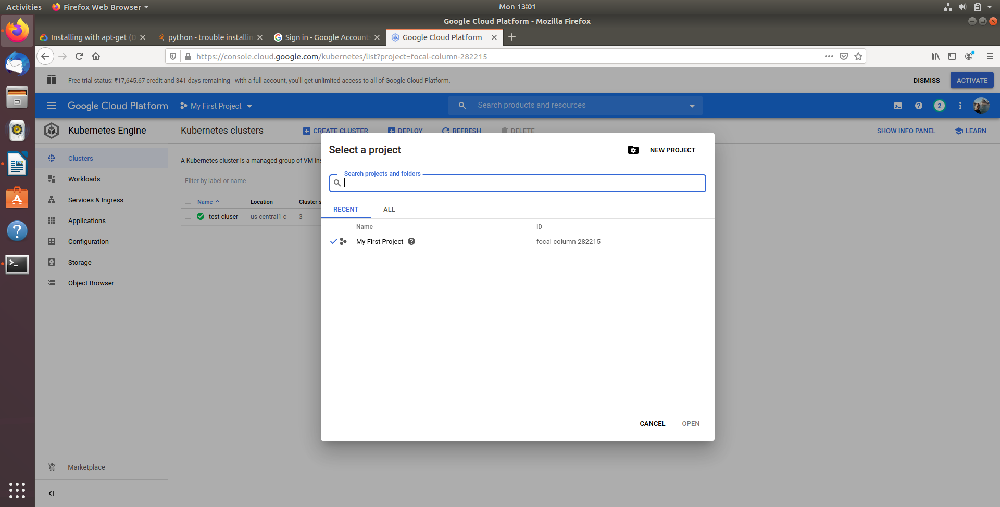 Activities Firefox Web Browser Mon 13:01
Google Cloud Platform - Mozilla Firefox
Installing with apt-get (D python - trouble installin Sign in - Google Accounts Google Cloud Platform
https://console.cloud.google.com/kubernetes/list?project=focal-column-282215
Free trial status: ₹17,645.67 credit and 341 days remaining - with a full account, you'll get unlimited access to all of Google Cloud Platform. DISMISS ACTIVATE
Google Cloud Platform My First Project Search products and resources 2
Kubernetes Engine Kubernetes clusters CREATE CLUSTER DEPLOY REFRESH DELETE SHOW INFO PANEL LEARN
Clusters
Workloads
Services & Ingress
Applications
Configuration
Storage
Object Browser
Marketplace
A Kubernetes cluster is a managed group of VM ins
Filter by label or name
Name Location Cluster s
test-cluser us-central1-c 3
Select a project NEW PROJECT
Search projects and folders
RECENT ALL
Name ID
My First Project focal-column-282215
CANCEL OPEN